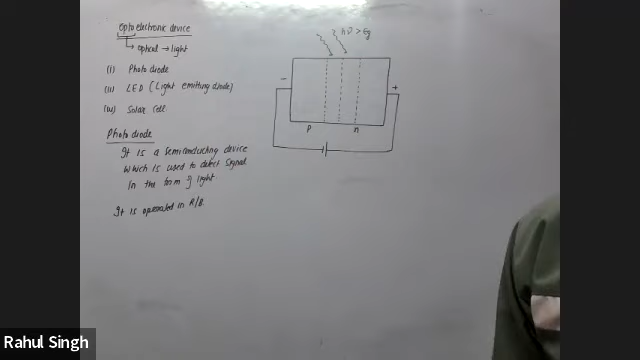 Optoelectronic device
optical → light
(i) Photo diode
(ii) LED (Light emitting diode)
(iii) Solar cell
Photo diode
It is a semiconducting device
which is used to detect signal
in the form of light.
It is operated in R/B.
hν > Eg
−
+
p n
Rahul Singh